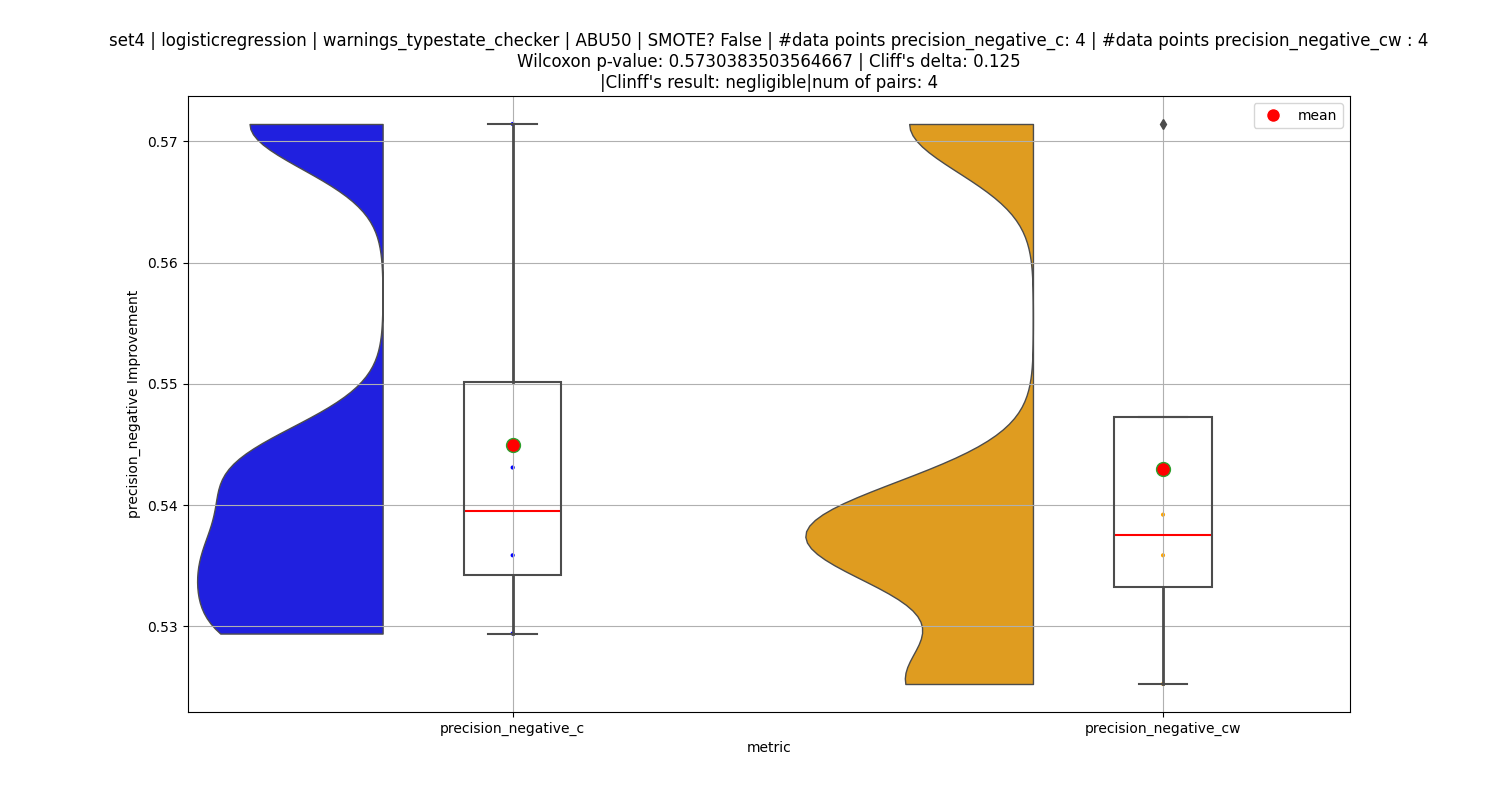 set4 | logisticregression | warnings_typestate_checker | ABU50 | SMOTE? False | #data points precision_negative_c: 4 | #data points precision_negative_cw : 4
Wilcoxon p-value: 0.5730383503564667 | Cliff's delta: 0.125
|Clinff's result: negligible|num of pairs: 4
mean
0.57
0.56
0.55
0.54
0.53
precision_negative Improvement
precision_negative_c
precision_negative_cw
metric